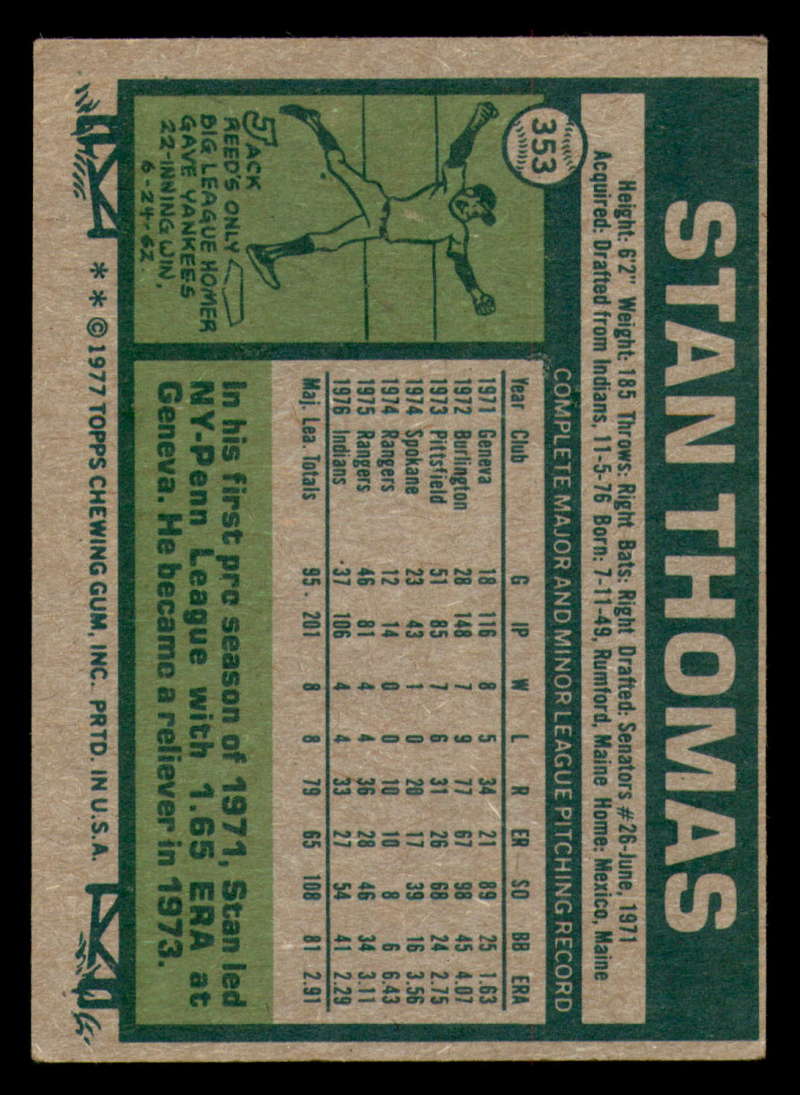 353
STAN THOMAS
Height: 6'2" Weight: 185 Throws: Right Bats: Right Drafted: Senators #26-June, 1971
Acquired: Drafted from Indians, 11-5-76 Born: 7-11-49, Rumford, Maine Home: Mexico, Maine
COMPLETE MAJOR AND MINOR LEAGUE PITCHING RECORD
Year Club G IP W L R ER SO BB ERA
1971 Geneva 18 116 8 5 34 21 89 25 1.63
1972 Burlington 28 148 7 9 77 67 98 45 4.07
1973 Pittsfield 51 85 7 6 31 26 68 24 2.75
1974 Spokane 23 43 1 0 20 17 39 16 3.56
1974 Rangers 12 14 0 0 10 10 8 6 6.43
1975 Rangers 46 81 4 4 36 28 46 34 3.11
1976 Indians 37 106 4 4 33 27 54 41 2.29
Maj. Lea. Totals 95 201 8 8 79 65 108 81 2.91
In his first pro season of 1971, Stan led
NY-Penn League with 1.65 ERA at
Geneva. He became a reliever in 1973.
JACK
REED'S ONLY
BIG LEAGUE HOMER
GAVE YANKEES
22-INNING WIN,
6-24-62.
* * © 1977 TOPPS CHEWING GUM, INC. PRTD. IN U.S.A.